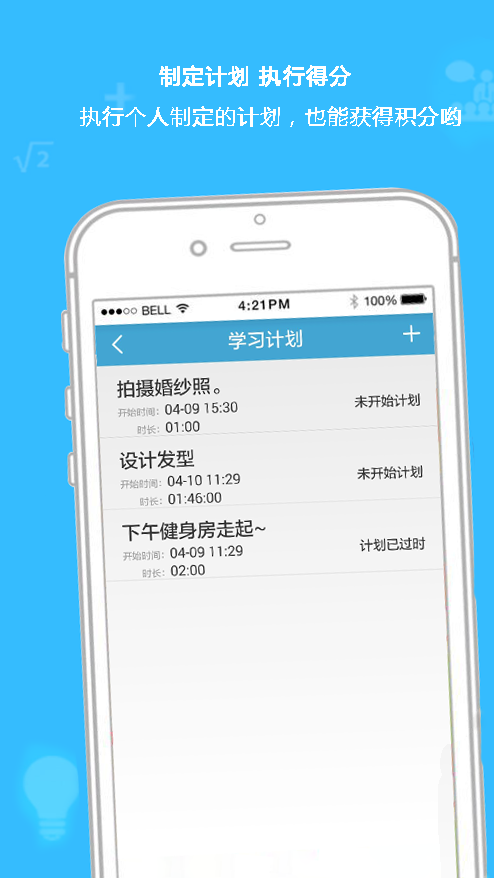 制定计划 执行得分
执行个人制定的计划，也能获得积分哟
√2
BELL 4:21PM 100%
学习计划
拍摄婚纱照。
开始时间: 04-09 15:30
未开始计划
时长: 01:00
设计发型
开始时间: 04-10 11:29
未开始计划
时长: 01:46:00
下午健身房走起~
开始时间: 04-09 11:29
计划已过时
时长: 02:00